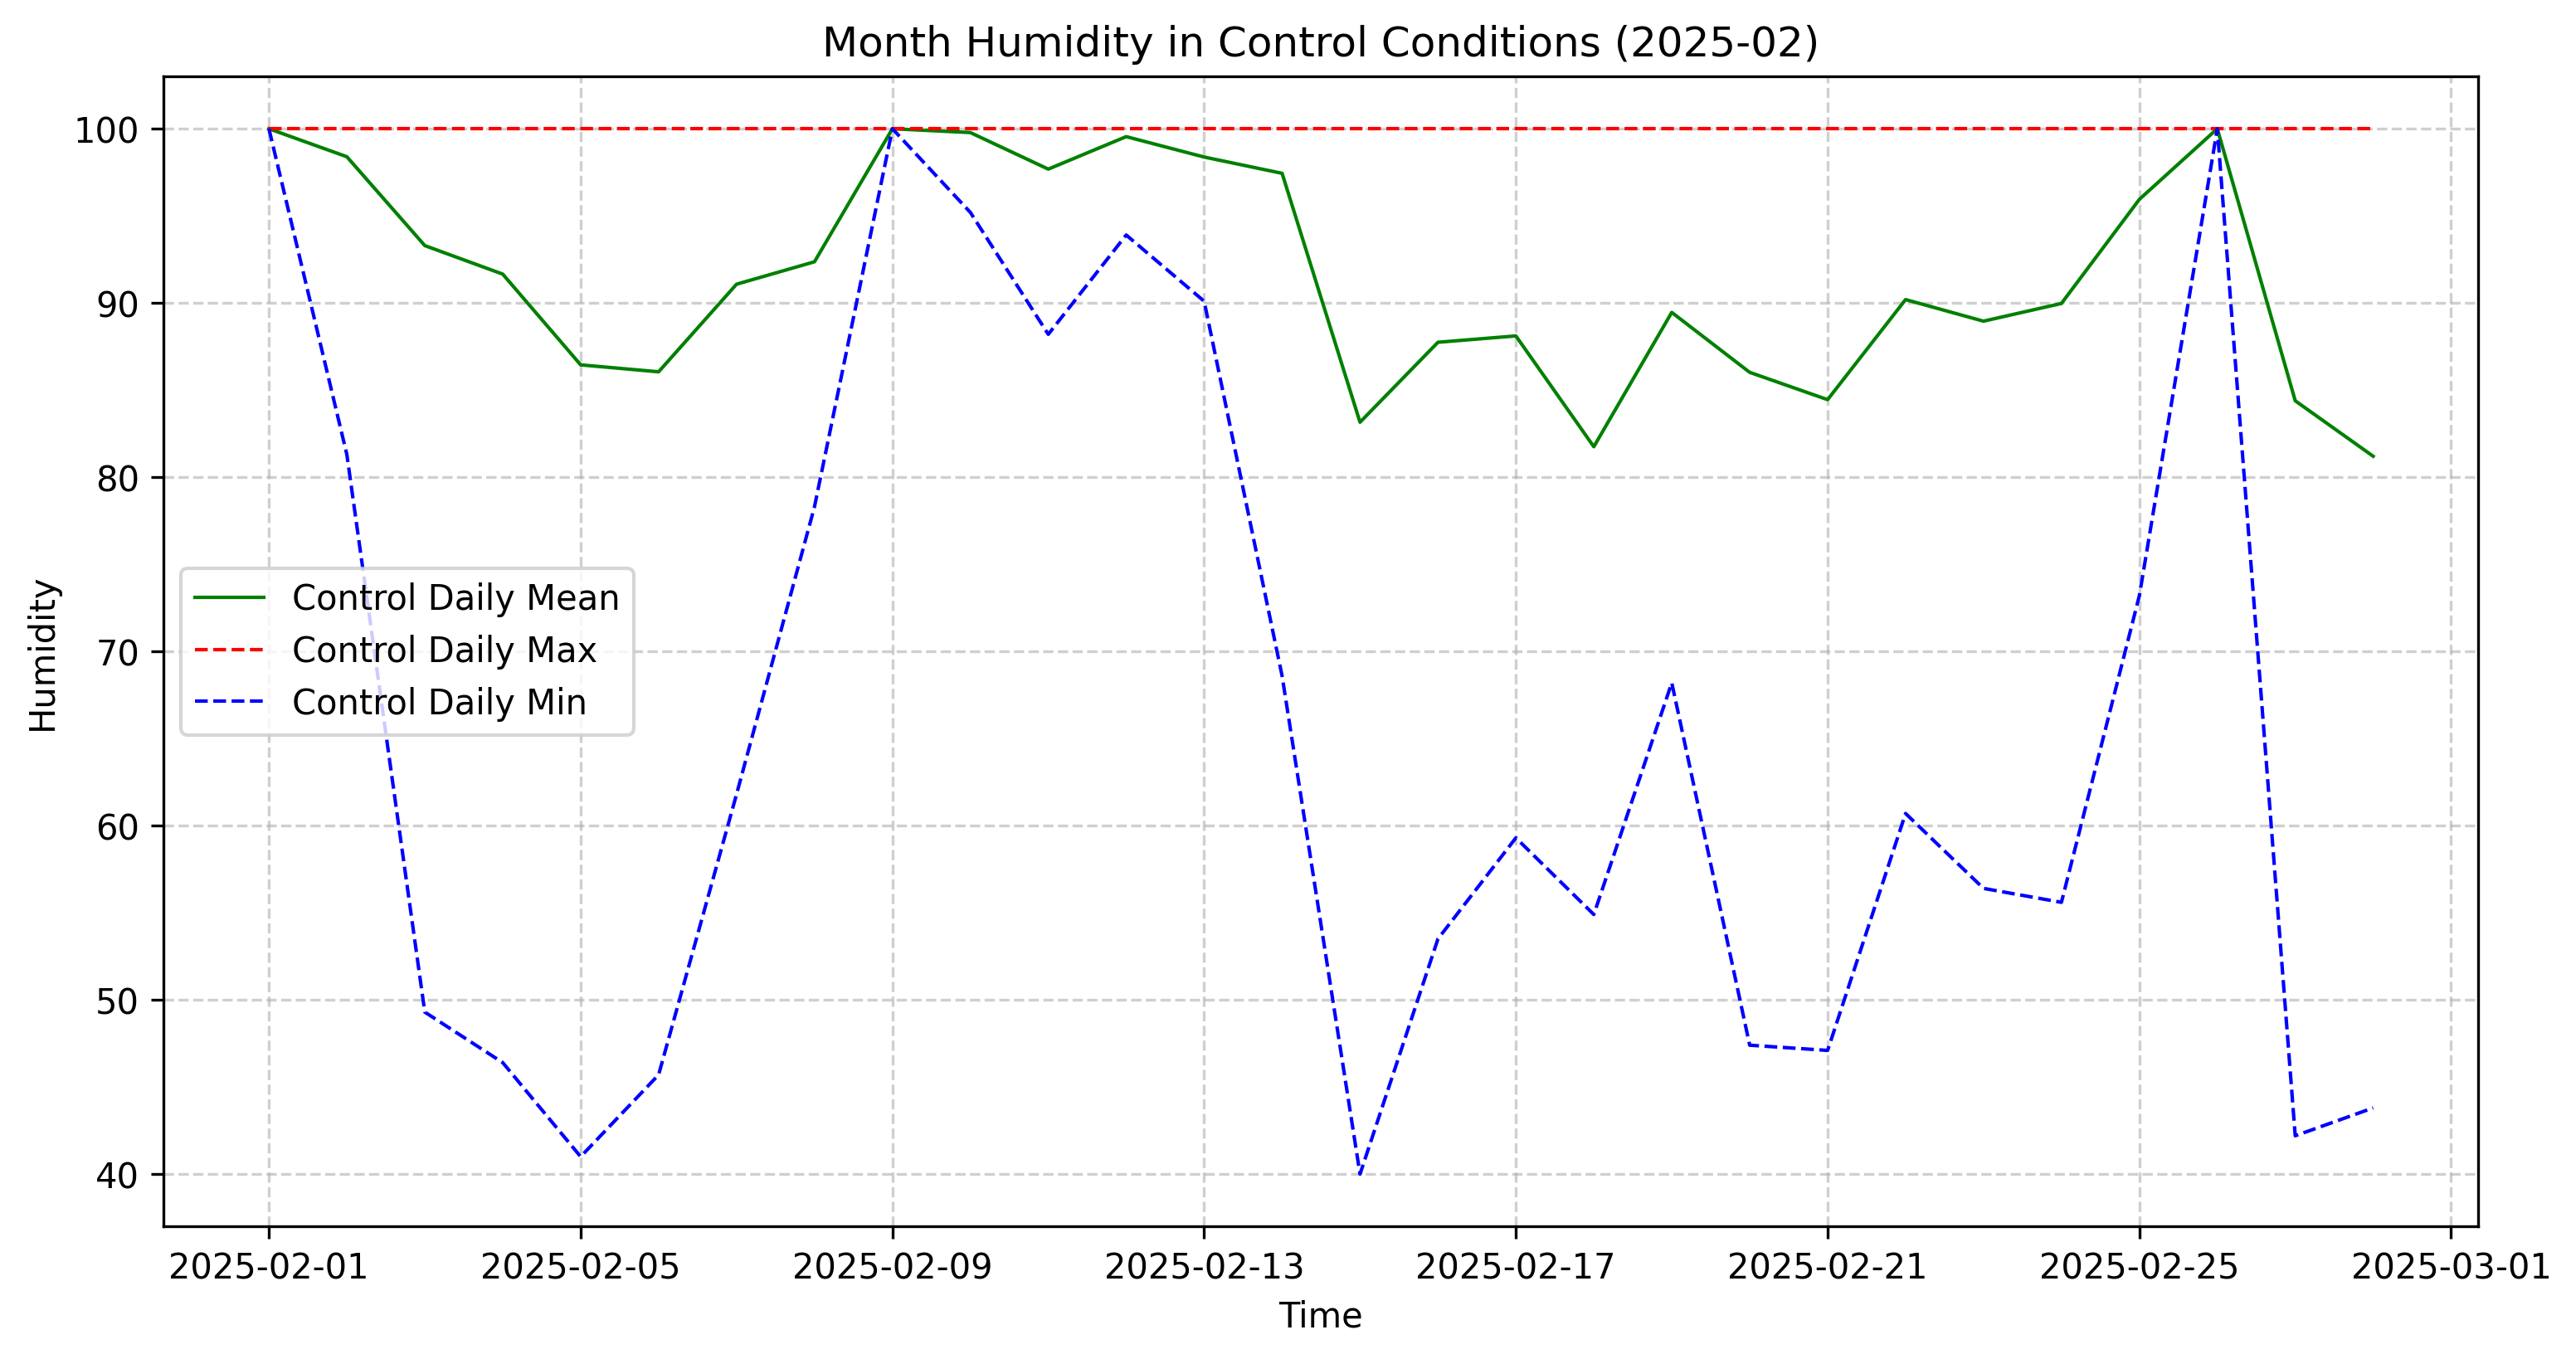 Month Humidity in Control Conditions (2025-02)
100
90
80
70
60
50
40
Humidity
Control Daily Mean
Control Daily Max
Control Daily Min
2025-02-01 2025-02-05 2025-02-09 2025-02-13 2025-02-17 2025-02-21 2025-02-25 2025-03-01
Time